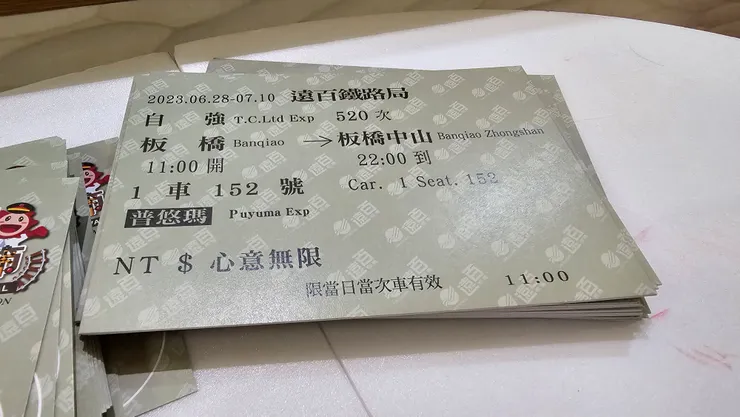 2023.06.28-07.10 遠百鐵路局
自強 T.C.Ltd Exp 520 次
板橋 Banqiao → 板橋中山 Banqiao Zhongshan
11:00 開 22:00 到
1 車 152 號 Car. 1 Seat. 152
普悠瑪 Puyuma Exp
NT $ 心意無限
限當日當次車有效 11:00